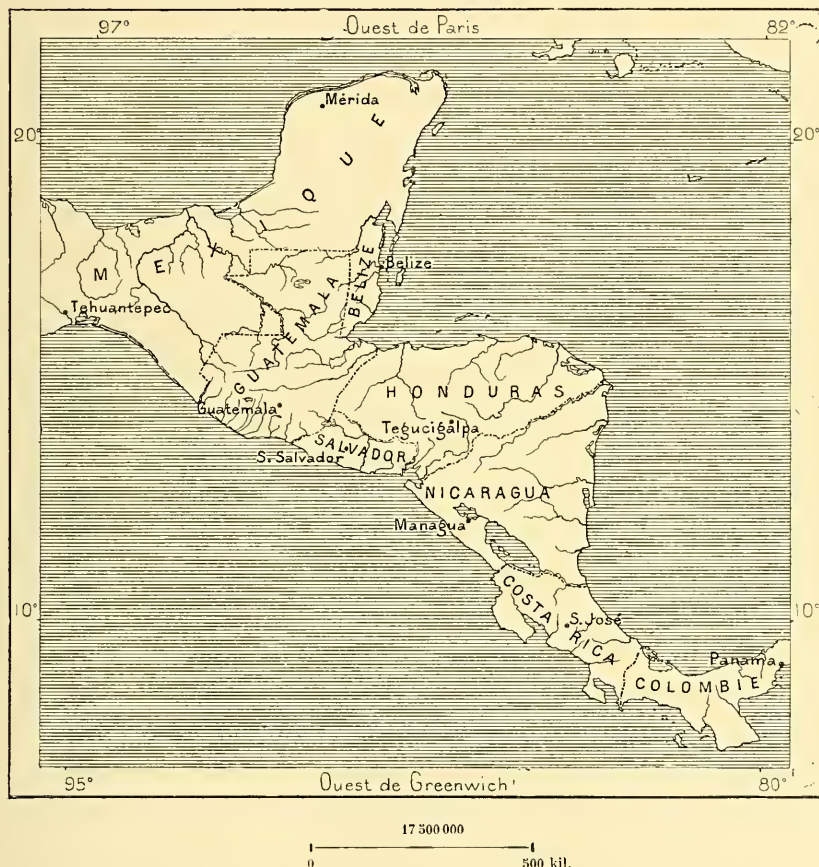 97° Ouest de Paris 82°
Mérida
20° 20°
MEXIQUE
Belize
BELIZE
Tehuantepec
GUATEMALA
HONDURAS
Guatemala
Tegucigalpa
SALVADOR
S. Salvador
NICARAGUA
Managua
COSTA RICA
10° 10°
S. José
Panama
COLOMBIE
95° Ouest de Greenwich 80°
17 500 000
0 500 kil.